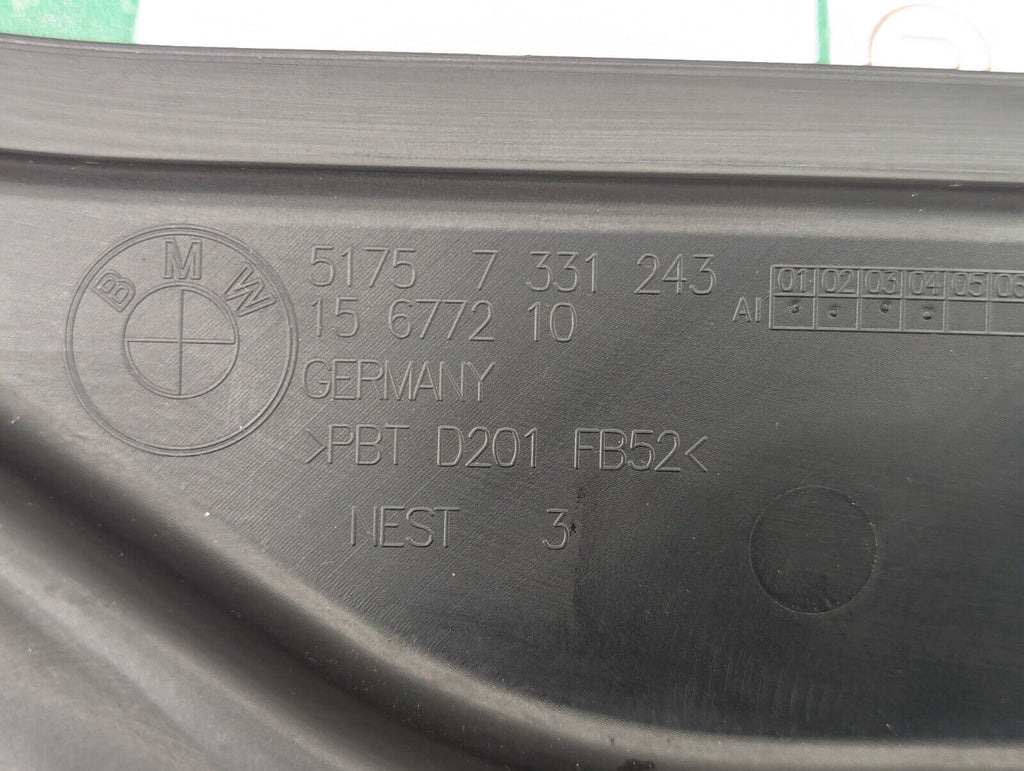 BMW
5175 7 331 243
15 6772 10
GERMANY
>PBT D201 FB52<
NEST 3
AI 01 02 03 04 05 06